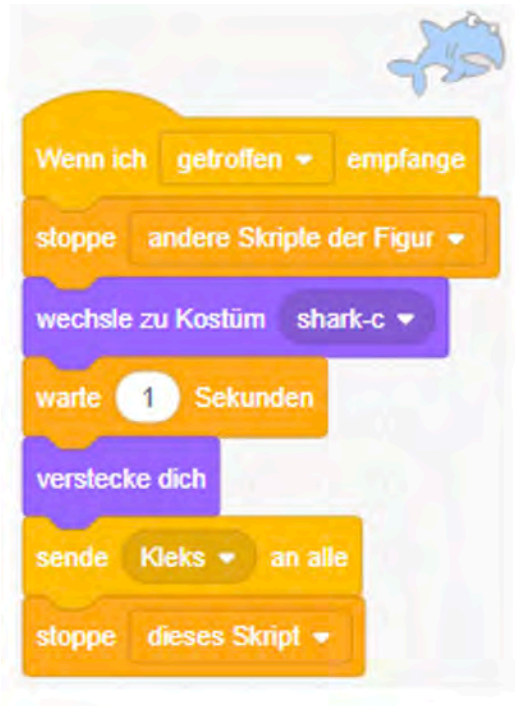 Wenn ich getroffen empfange
stoppe andere Skripte der Figur
wechsle zu Kostüm shark-c
warte 1 Sekunden
verstecke dich
sende Kleks an alle
stoppe dieses Skript